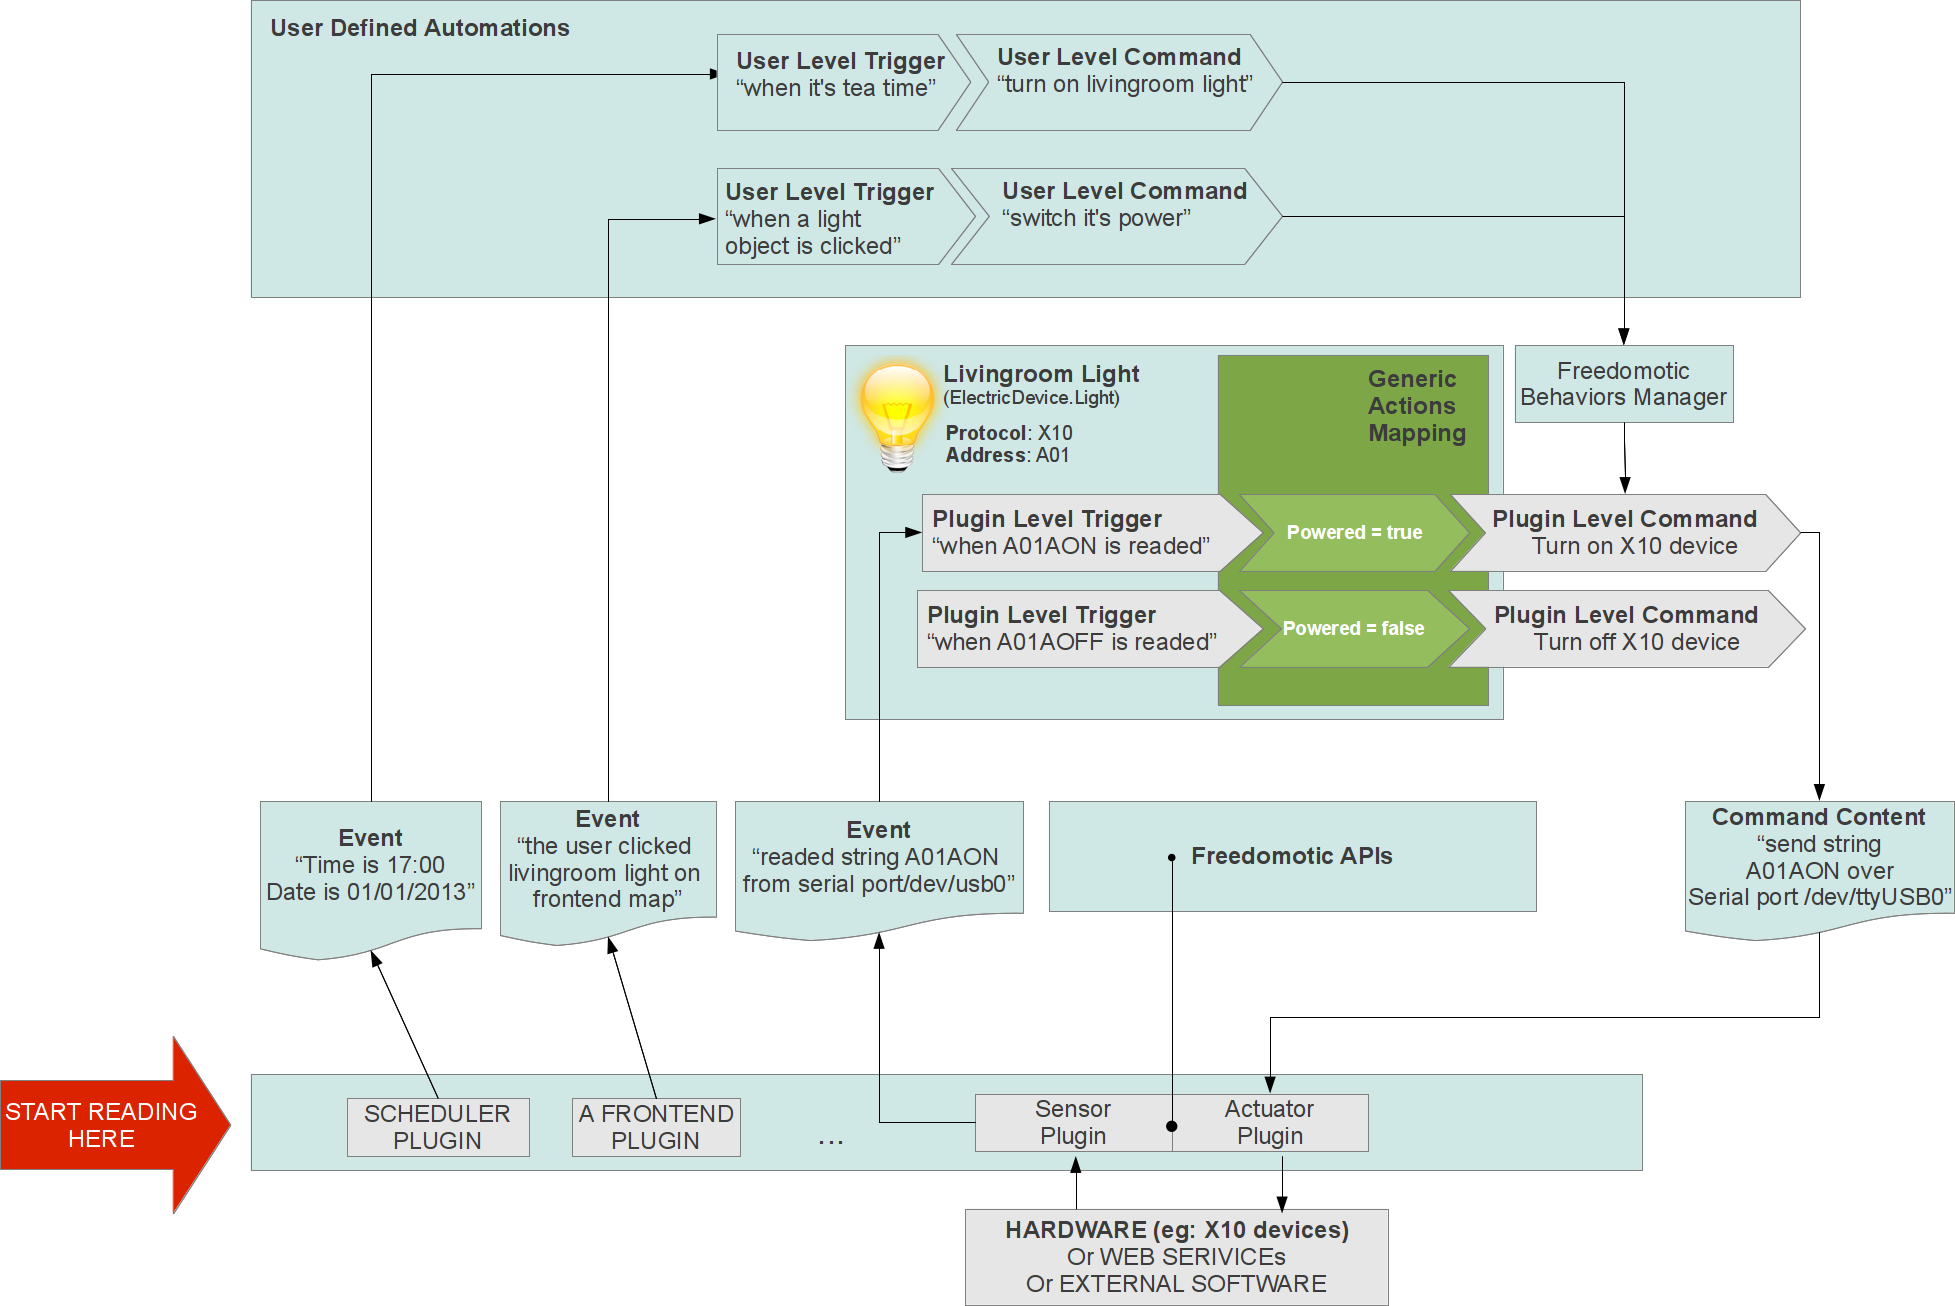 User Defined Automations
User Level Trigger
“when it's tea time”
User Level Command
“turn on livingroom light”
User Level Trigger
“when a light
object is clicked”
User Level Command
“switch it's power”
Livingroom Light
(ElectricDevice.Light)
Protocol: X10
Address: A01
Generic
Actions
Mapping
Freedomotic
Behaviors Manager
Plugin Level Trigger
“when A01AON is readed”
Powered = true
Plugin Level Command
Turn on X10 device
Plugin Level Trigger
“when A01AOFF is readed”
Powered = false
Plugin Level Command
Turn off X10 device
Event
“Time is 17:00
Date is 01/01/2013”
Event
“the user clicked
livingroom light on
frontend map”
Event
“readed string A01AON
from serial port/dev/usb0”
Freedomotic APIs
Command Content
“send string
A01AON over
Serial port /dev/ttyUSB0”
START READING
HERE
SCHEDULER
PLUGIN
A FRONTEND
PLUGIN
...
Sensor
Plugin
Actuator
Plugin
HARDWARE (eg: X10 devices)
Or WEB SERIVICEs
Or EXTERNAL SOFTWARE